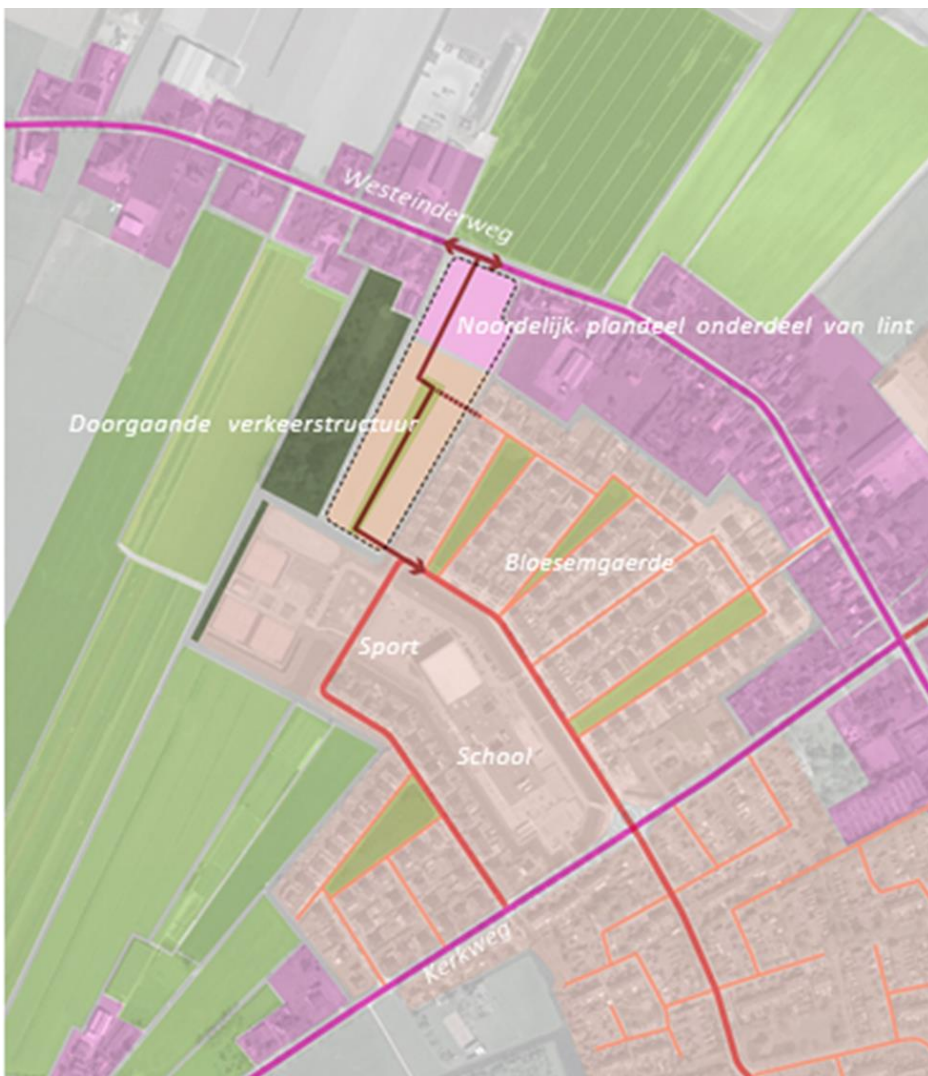 Westeinderweg
Noordelijk plandeel onderdeel van lint
Doorgaande verkeerstructuur
Bloesemgaerde
Sport
School
Kerkweg